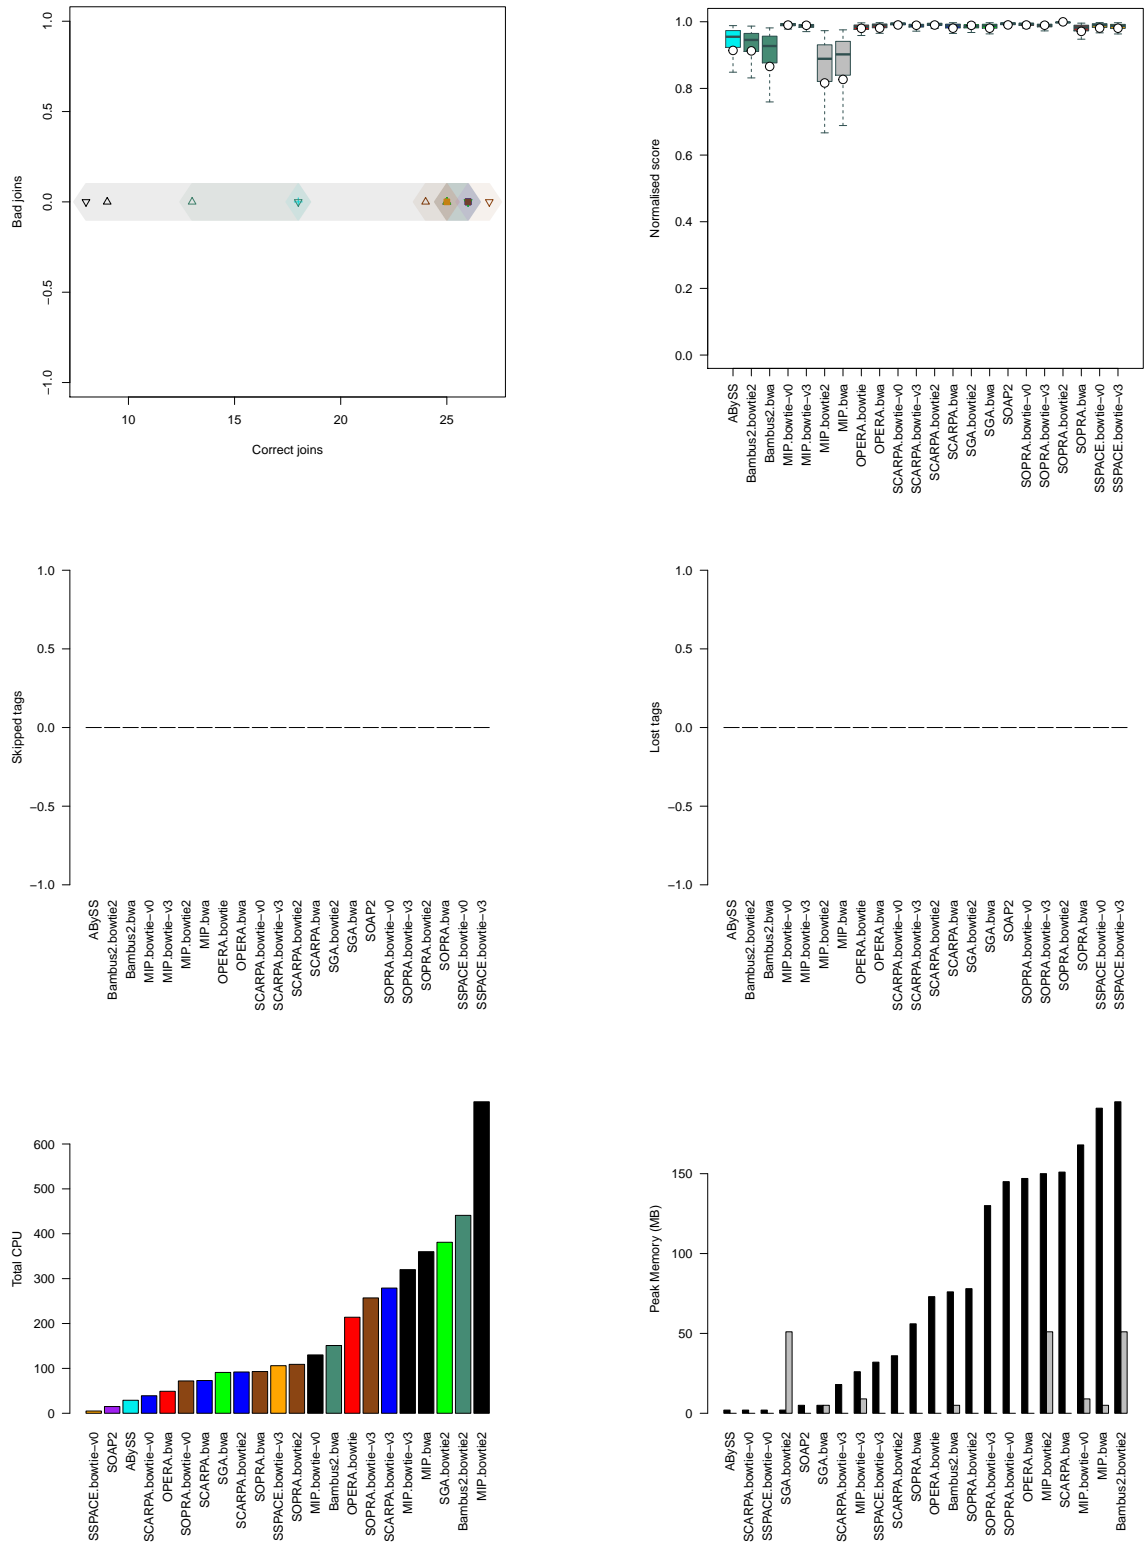 1.0
0.5
0.0
−0.5
−1.0
Bad joins
10
15
20
25
Correct joins
1.0
0.8
0.6
0.4
0.2
0.0
Normalised score
ABySS
Bambus2.bowtie2
Bambus2.bwa
MIP.bowtie−v0
MIP.bowtie−v3
MIP.bowtie2
MIP.bwa
OPERA.bowtie
OPERA.bwa
SCARPA.bowtie−v0
SCARPA.bowtie−v3
SCARPA.bowtie2
SCARPA.bwa
SGA.bowtie2
SGA.bwa
SOAP2
SOPRA.bowtie−v0
SOPRA.bowtie−v3
SOPRA.bowtie2
SOPRA.bwa
SSPACE.bowtie−v0
SSPACE.bowtie−v3
1.0
0.5
0.0
−0.5
−1.0
Skipped tags
ABySS
Bambus2.bowtie2
Bambus2.bwa
MIP.bowtie−v0
MIP.bowtie−v3
MIP.bowtie2
MIP.bwa
OPERA.bowtie
OPERA.bwa
SCARPA.bowtie−v0
SCARPA.bowtie−v3
SCARPA.bowtie2
SCARPA.bwa
SGA.bowtie2
SGA.bwa
SOAP2
SOPRA.bowtie−v0
SOPRA.bowtie−v3
SOPRA.bowtie2
SOPRA.bwa
SSPACE.bowtie−v0
SSPACE.bowtie−v3
1.0
0.5
0.0
−0.5
−1.0
Lost tags
ABySS
Bambus2.bowtie2
Bambus2.bwa
MIP.bowtie−v0
MIP.bowtie−v3
MIP.bowtie2
MIP.bwa
OPERA.bowtie
OPERA.bwa
SCARPA.bowtie−v0
SCARPA.bowtie−v3
SCARPA.bowtie2
SCARPA.bwa
SGA.bowtie2
SGA.bwa
SOAP2
SOPRA.bowtie−v0
SOPRA.bowtie−v3
SOPRA.bowtie2
SOPRA.bwa
SSPACE.bowtie−v0
SSPACE.bowtie−v3
600
500
400
300
200
100
0
Total CPU
SSPACE.bowtie−v0
SOAP2
ABySS
SCARPA.bowtie−v0
OPERA.bwa
SOPRA.bowtie−v0
SCARPA.bwa
SGA.bwa
SCARPA.bowtie2
SOPRA.bwa
SSPACE.bowtie−v3
SOPRA.bowtie2
MIP.bowtie−v0
Bambus2.bwa
OPERA.bowtie
SOPRA.bowtie−v3
SCARPA.bowtie−v3
MIP.bowtie−v3
MIP.bwa
SGA.bowtie2
Bambus2.bowtie2
MIP.bowtie2
150
100
50
0
Peak Memory (MB)
ABySS
SCARPA.bowtie−v0
SSPACE.bowtie−v0
SGA.bowtie2
SOAP2
SGA.bwa
SCARPA.bowtie−v3
MIP.bowtie−v3
SSPACE.bowtie−v3
SCARPA.bowtie2
SOPRA.bwa
OPERA.bowtie
Bambus2.bwa
SOPRA.bowtie2
SOPRA.bowtie−v3
SOPRA.bowtie−v0
OPERA.bwa
MIP.bowtie2
SCARPA.bwa
MIP.bowtie−v0
MIP.bwa
Bambus2.bowtie2